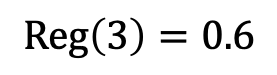 Reg(3) = 0.6